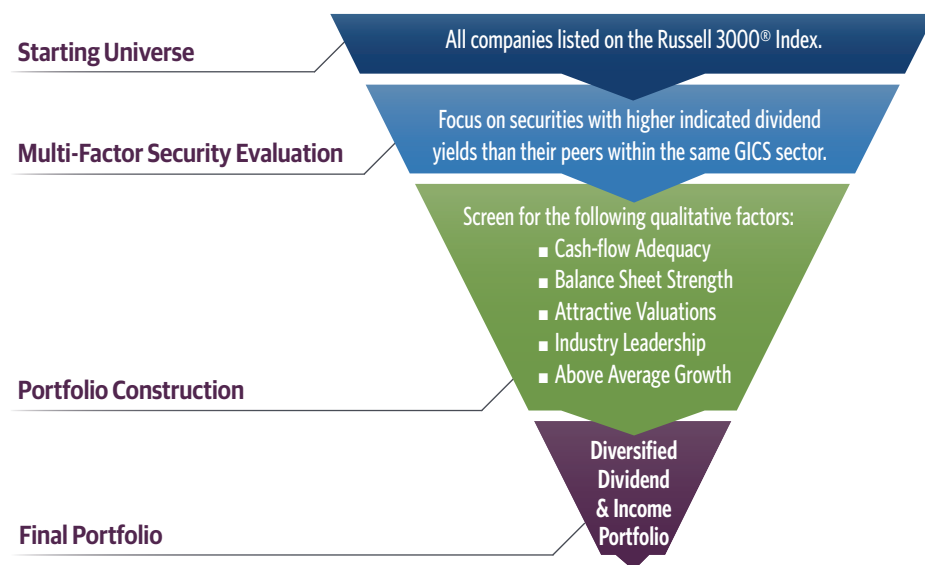 Starting Universe
All companies listed on the Russell 3000® Index.
Multi-Factor Security Evaluation
Focus on securities with higher indicated dividend
yields than their peers within the same GICS sector.
Screen for the following qualitative factors:
■ Cash-flow Adequacy
■ Balance Sheet Strength
■ Attractive Valuations
■ Industry Leadership
■ Above Average Growth
Portfolio Construction
Diversified
Dividend
& Income
Portfolio
Final Portfolio